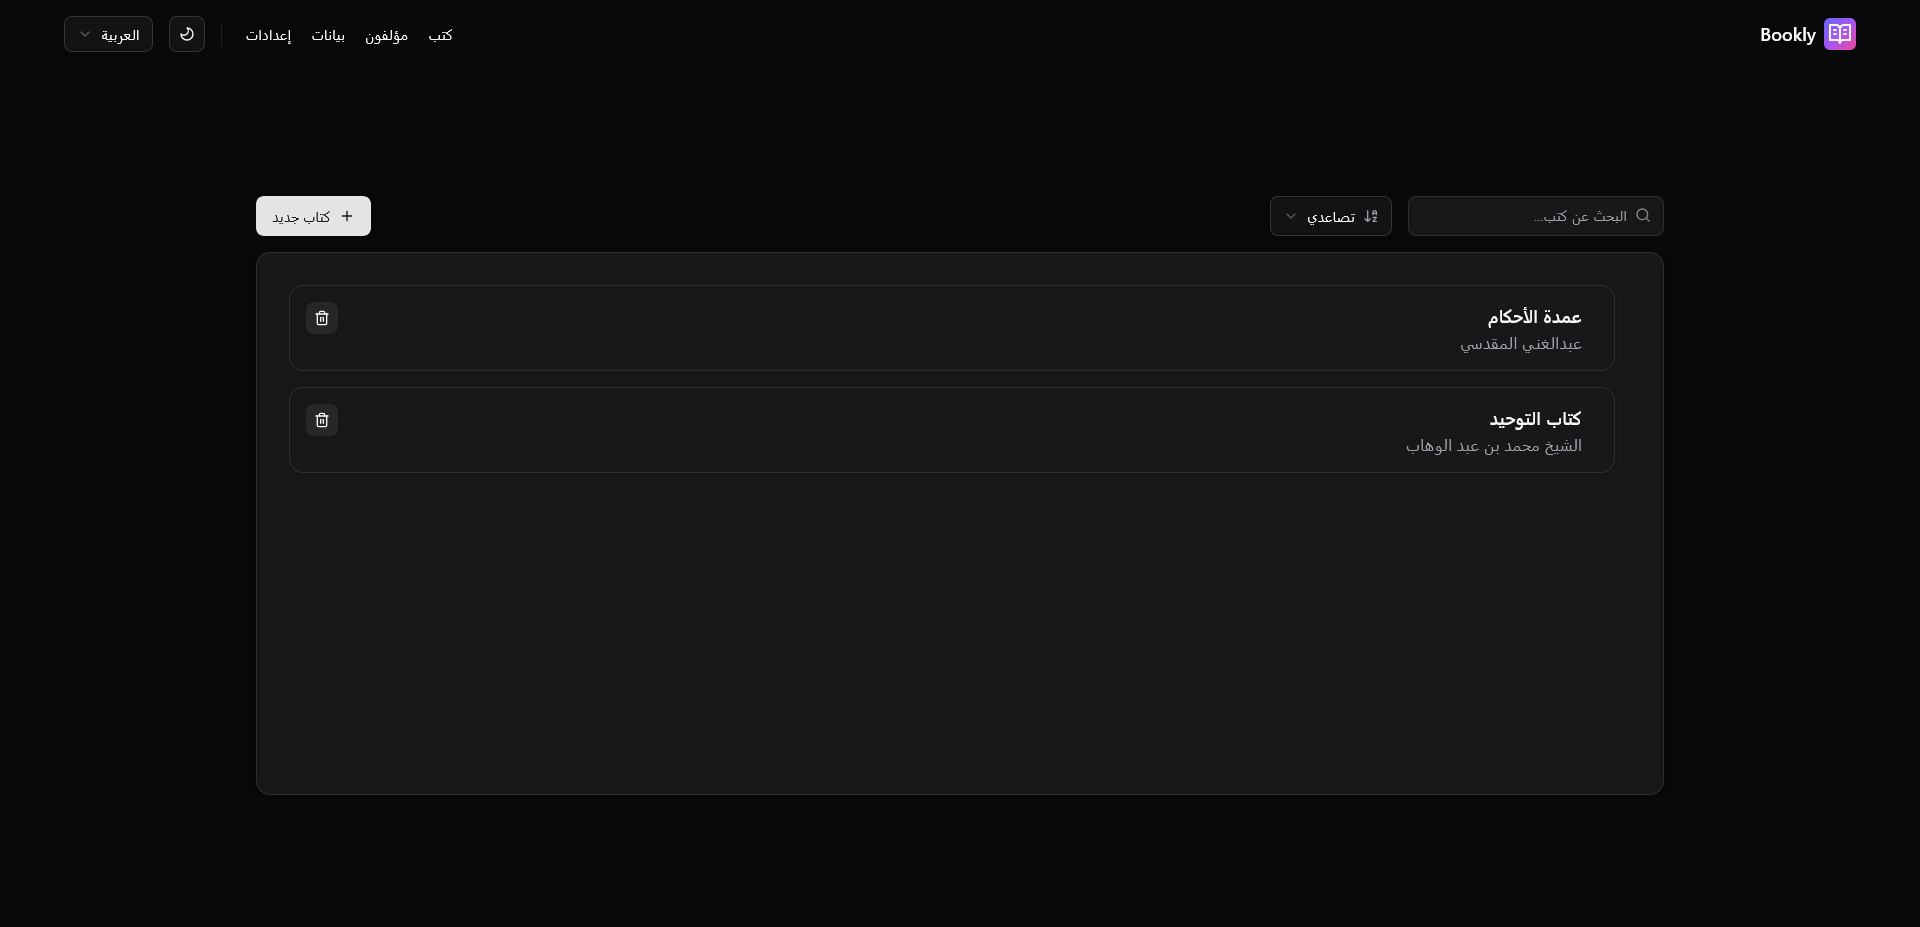 Bookly
كتب
مؤلفون
بيانات
إعدادات
العربية
البحث عن كتب...
تصاعدي
كتاب جديد
عمدة الأحكام
عبدالغني المقدسي
كتاب التوحيد
الشيخ محمد بن عبد الوهاب